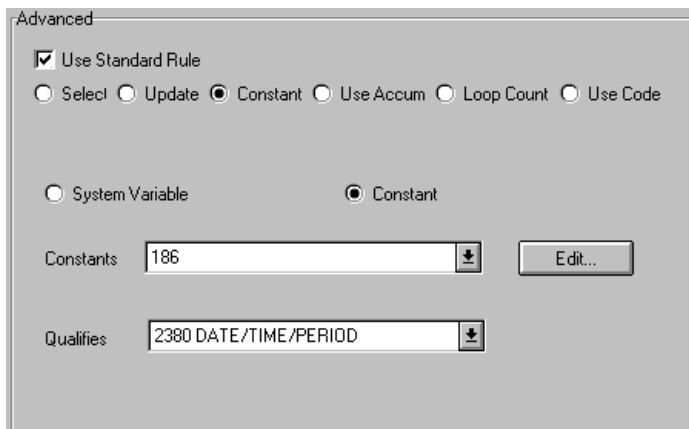 Advanced
Use Standard Rule
Select Update Constant Use Accum Loop Count Use Code
System Variable Constant
Constants 186 Edit...
Qualifies 2380 DATE/TIME/PERIOD